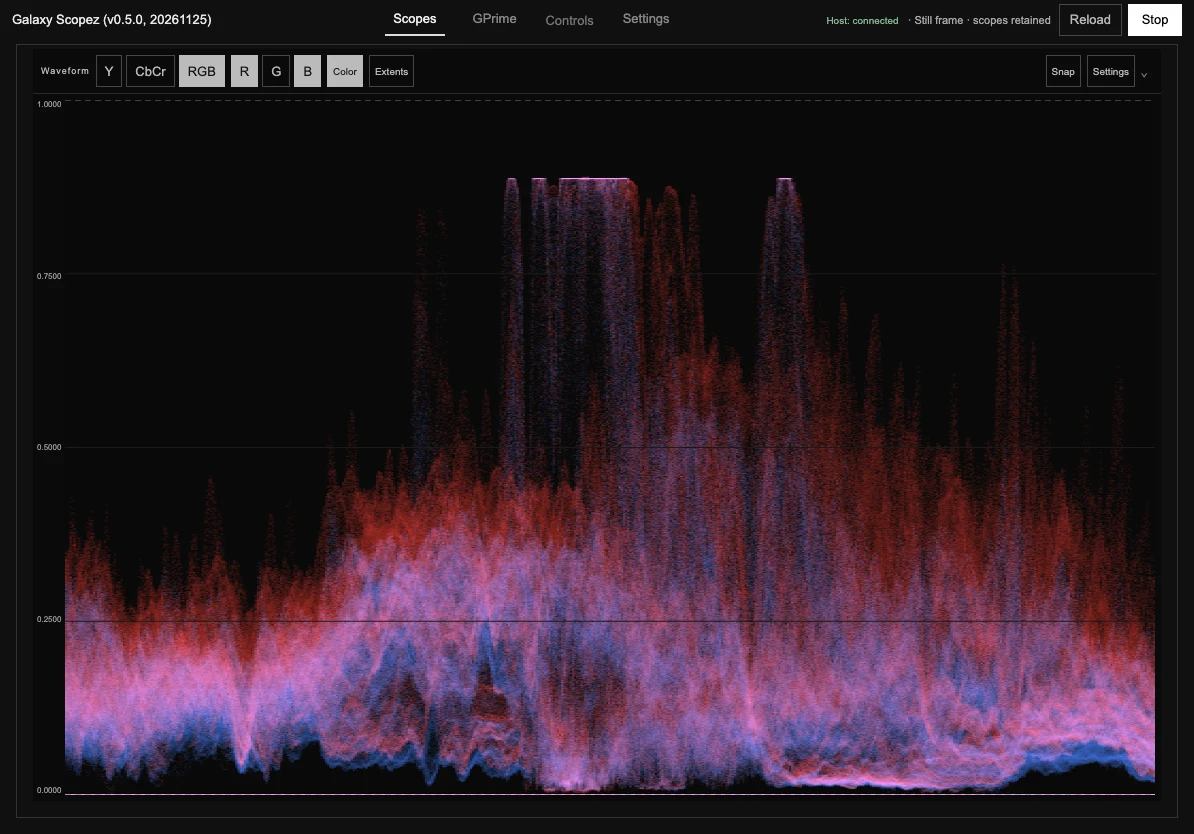 Galaxy Scopez (v0.5.0, 20261125)
Scopes GPrime Controls Settings
Host: connected · Still frame · scopes retained Reload Stop
Waveform Y CbCr RGB R G B Color Extents Snap Settings
1.0000
0.7500
0.5000
0.2500
0.0000